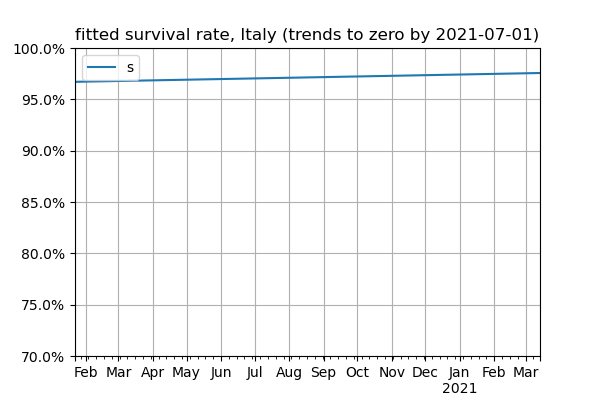 fitted survival rate, Italy (trends to zero by 2021-07-01)
100.0%
s
95.0%
90.0%
85.0%
80.0%
75.0%
70.0%
Feb Mar Apr May Jun Jul Aug Sep Oct Nov Dec Jan Feb Mar
2021